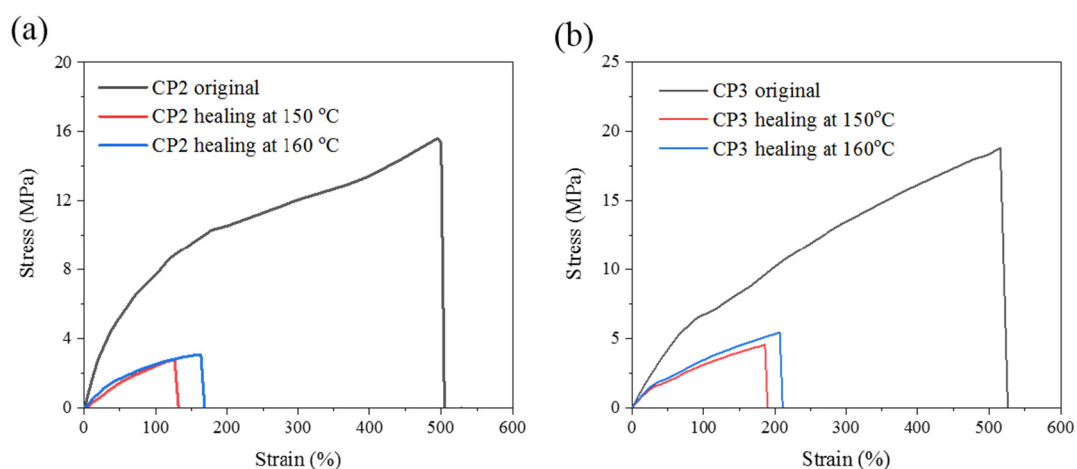 (a)
20
16
12
8
4
0
Stress (MPa)
CP2 original
CP2 healing at 150 °C
CP2 healing at 160 °C
0 100 200 300 400 500 600
Strain (%)
(b)
25
20
15
10
5
0
Stress (MPa)
CP3 original
CP3 healing at 150°C
CP3 healing at 160°C
0 100 200 300 400 500 600
Strain (%)